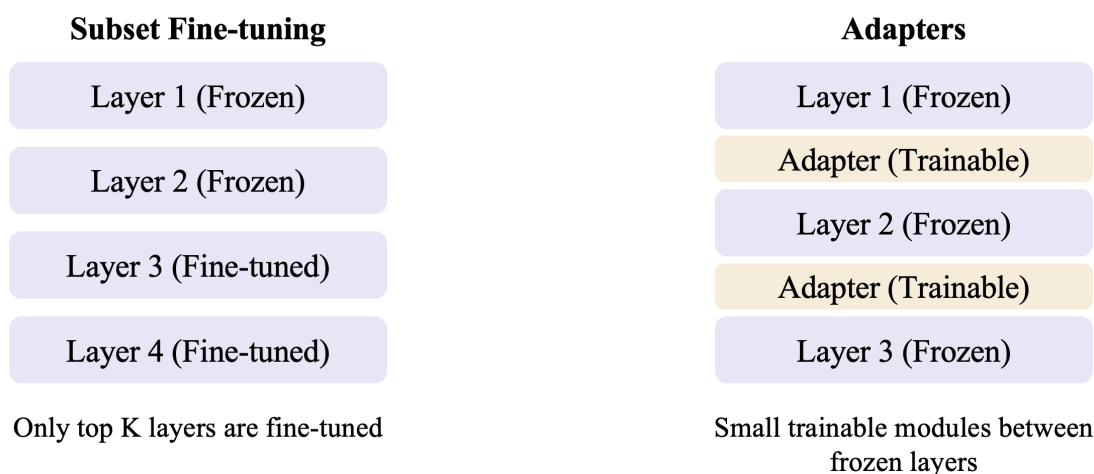 Subset Fine-tuning
Layer 1 (Frozen)
Layer 2 (Frozen)
Layer 3 (Fine-tuned)
Layer 4 (Fine-tuned)
Only top K layers are fine-tuned
Adapters
Layer 1 (Frozen)
Adapter (Trainable)
Layer 2 (Frozen)
Adapter (Trainable)
Layer 3 (Frozen)
Small trainable modules between
frozen layers